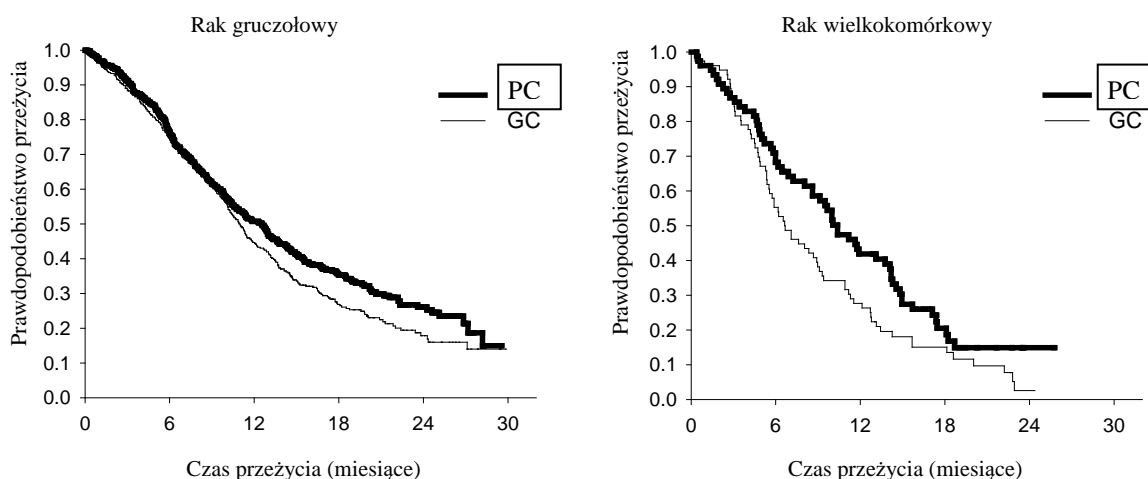 Rak gruczołowy
Prawdopodobieństwo przeżycia
1.0
0.9
0.8
0.7
0.6
0.5
0.4
0.3
0.2
0.1
0.0
PC
GC
0 6 12 18 24 30
Czas przeżycia (miesiące)
Rak wielkokomórkowy
Prawdopodobieństwo przeżycia
1.0
0.9
0.8
0.7
0.6
0.5
0.4
0.3
0.2
0.1
0.0
PC
GC
0 6 12 18 24 30
Czas przeżycia (miesiące)